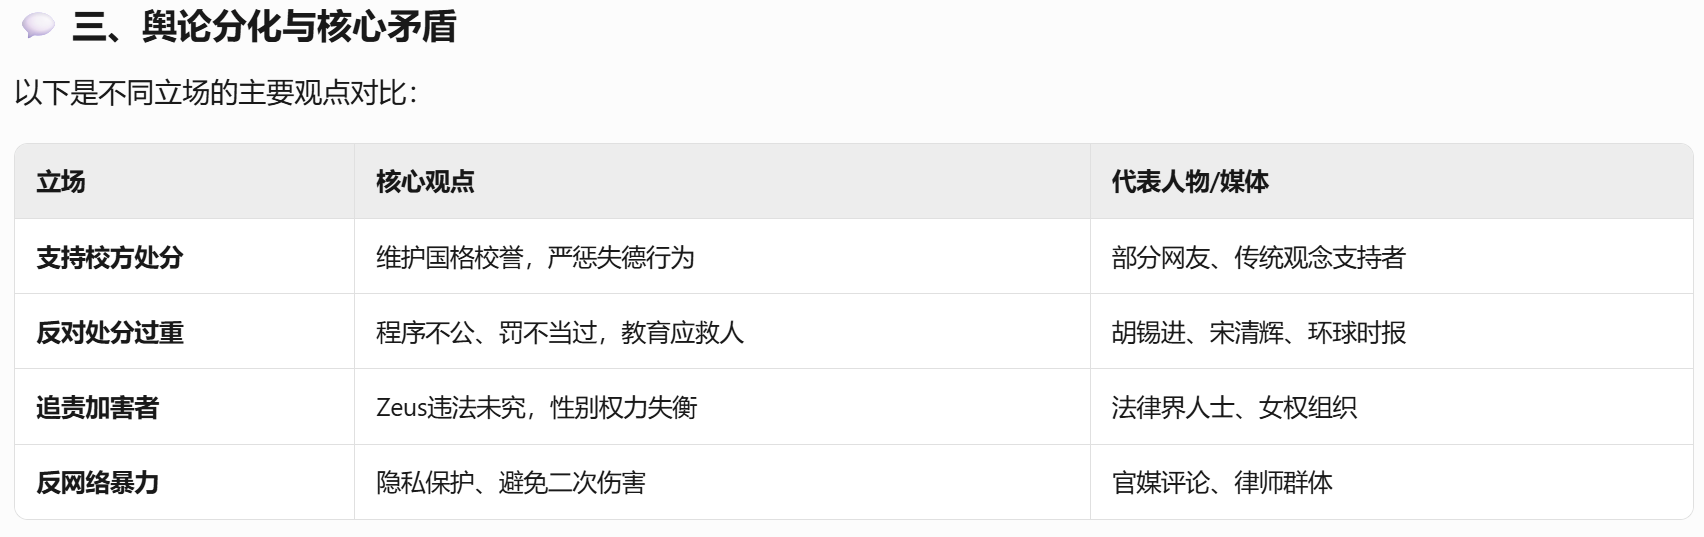 三、舆论分化与核心矛盾
以下是不同立场的主要观点对比：
立场 核心观点 代表人物/媒体
支持校方处分 维护国格校誉，严惩失德行为 部分网友、传统观念支持者
反对处分过重 程序不公、罚不当过，教育应救人 胡锡进、宋清辉、环球时报
追责加害者 Zeus违法未究，性别权力失衡 法律界人士、女权组织
反网络暴力 隐私保护、避免二次伤害 官媒评论、律师群体